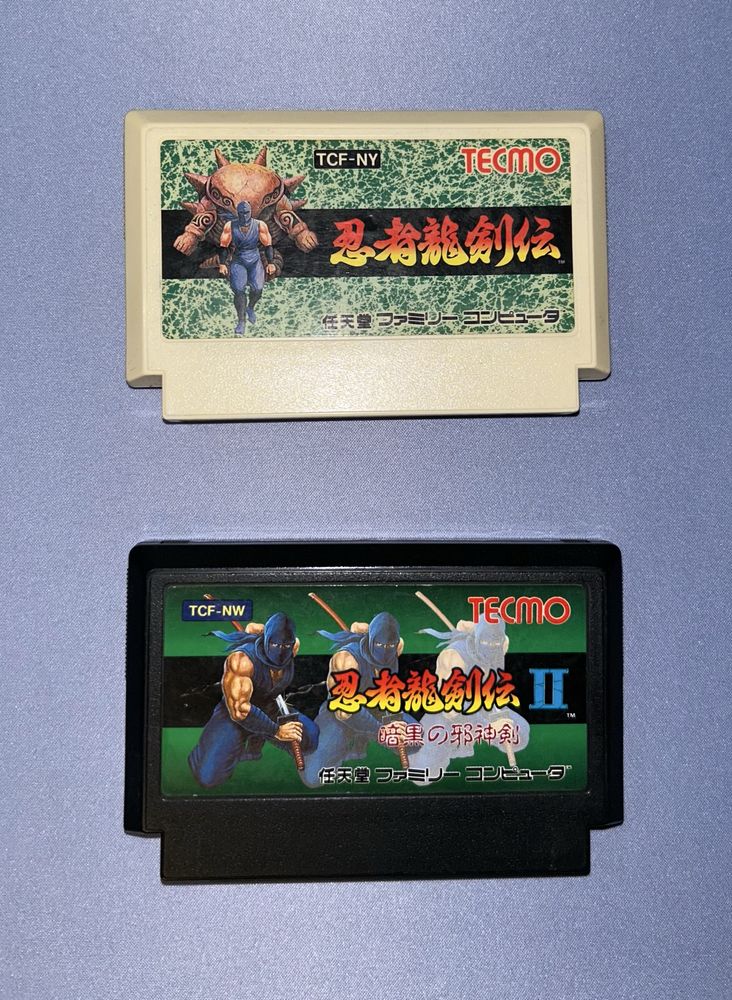 TCF-NY
TECMO
忍者龍剣伝
TM
任天堂 ファミリー コンピュータ
TCF-NW
TECMO
忍者龍剣伝 II
TM
暗黒の邪神剣
任天堂 ファミリー コンピュータ